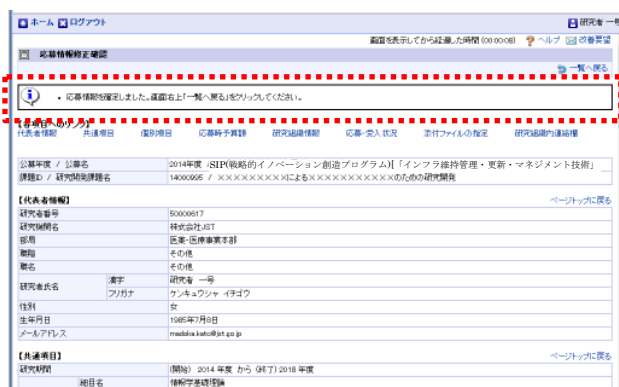 ホーム ログアウト 研究者 一号
画面を表示してから経過した時間 (00:00:08) ヘルプ 改善要望
応募情報修正確認
一覧へ戻る
・ 応募情報を確定しました。画面右上「一覧へ戻る」をクリックしてください。
【各項目へのリンク】
代表者情報 共通項目 個別項目 応募時予算額 研究組織情報 応募・受入状況 添付ファイルの指定 研究組織内連絡欄
公募年度 / 公募名 2014年度 /SIP(戦略的イノベーション創造プログラム)「インフラ維持管理・更新・マネジメント技術」
課題ID / 研究開発課題名 14000995 / ×××××××××による×××××××××××のための研究開発
【代表者情報】 ページトップに戻る
研究者番号 50000617
研究機関名 株式会社JST
部局 医薬・医療事業本部
職階 その他
職名 その他
研究者氏名 漢字 研究者 一号
フリガナ ケンキュウシャ イチゴウ
性別 女
生年月日 1985年7月8日
メールアドレス madoka.kato@jst.go.jp
【共通項目】 ページトップに戻る
研究期間 (開始) 2014 年度 から (終了) 2018 年度
細目名 情報学基礎理論